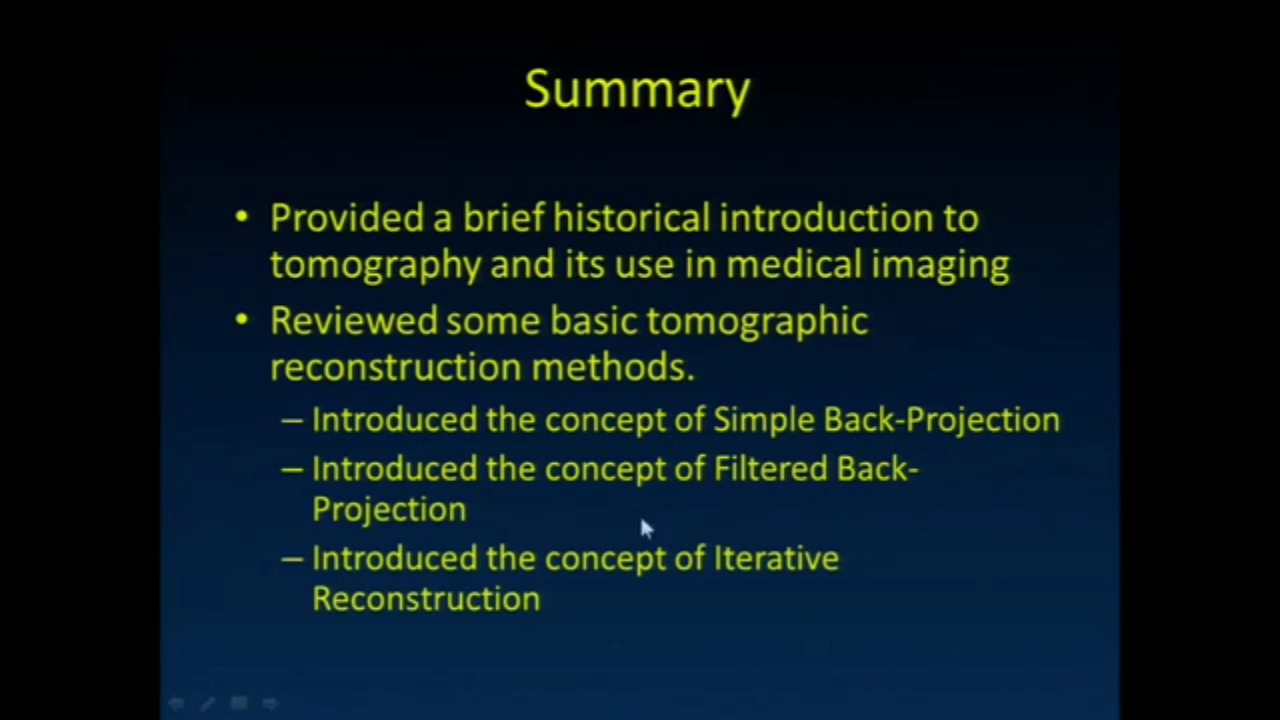 Summary
• Provided a brief historical introduction to
tomography and its use in medical imaging
• Reviewed some basic tomographic
reconstruction methods.
– Introduced the concept of Simple Back-Projection
– Introduced the concept of Filtered Back-
Projection
– Introduced the concept of Iterative
Reconstruction